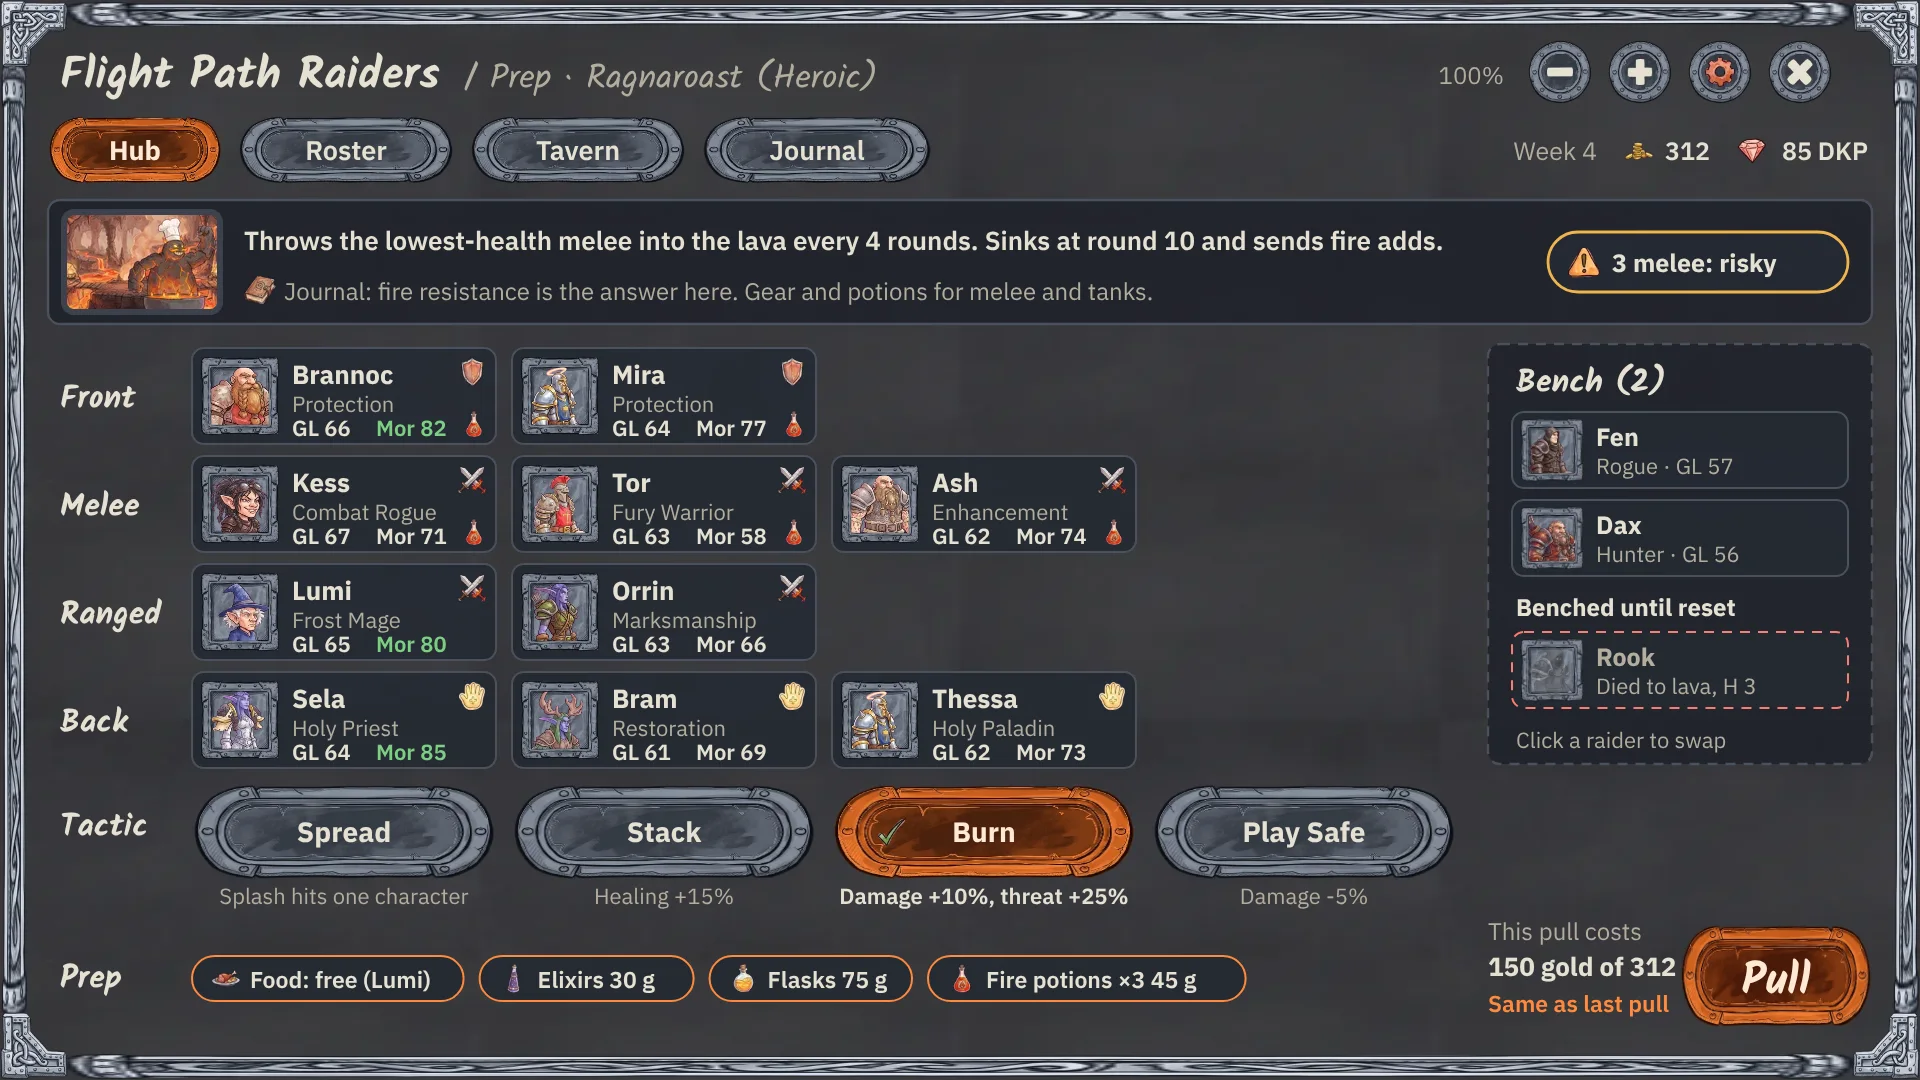 Flight Path Raiders / Prep · Ragnaroast (Heroic)
100%
Hub
Roster
Tavern
Journal
Week 4
312
85 DKP
Throws the lowest-health melee into the lava every 4 rounds. Sinks at round 10 and sends fire adds.
Journal: fire resistance is the answer here. Gear and potions for melee and tanks.
3 melee: risky
Front
Brannoc
Protection
GL 66 Mor 82
Mira
Protection
GL 64 Mor 77
Melee
Kess
Combat Rogue
GL 67 Mor 71
Tor
Fury Warrior
GL 63 Mor 58
Ash
Enhancement
GL 62 Mor 74
Ranged
Lumi
Frost Mage
GL 65 Mor 80
Orrin
Marksmanship
GL 63 Mor 66
Back
Sela
Holy Priest
GL 64 Mor 85
Bram
Restoration
GL 61 Mor 69
Thessa
Holy Paladin
GL 62 Mor 73
Bench (2)
Fen
Rogue · GL 57
Dax
Hunter · GL 56
Benched until reset
Rook
Died to lava, H 3
Click a raider to swap
Tactic
Spread
Splash hits one character
Stack
Healing +15%
Burn
Damage +10%, threat +25%
Play Safe
Damage -5%
Prep
Food: free (Lumi)
Elixirs 30 g
Flasks 75 g
Fire potions ×3 45 g
This pull costs
150 gold of 312
Same as last pull
Pull